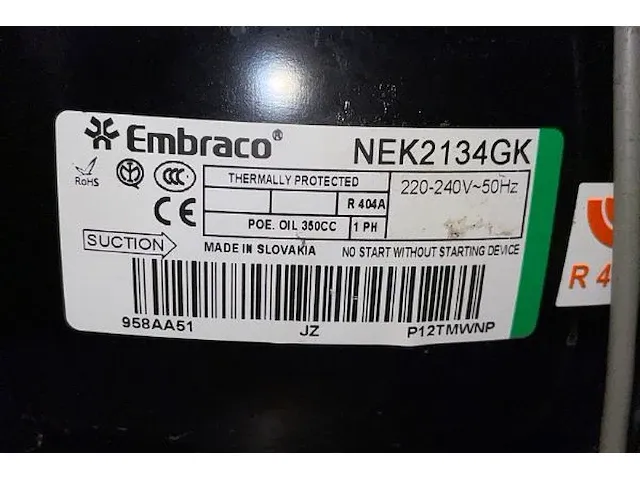 Embraco®
NEK2134GK
RoHS
CCC
CE
THERMALLY PROTECTED
R 404A
POE. OIL 350CC
1 PH
220-240V~50Hz
SUCTION
MADE IN SLOVAKIA
NO START WITHOUT STARTING DEVICE
958AA51
JZ
P12TMWNP
R 4